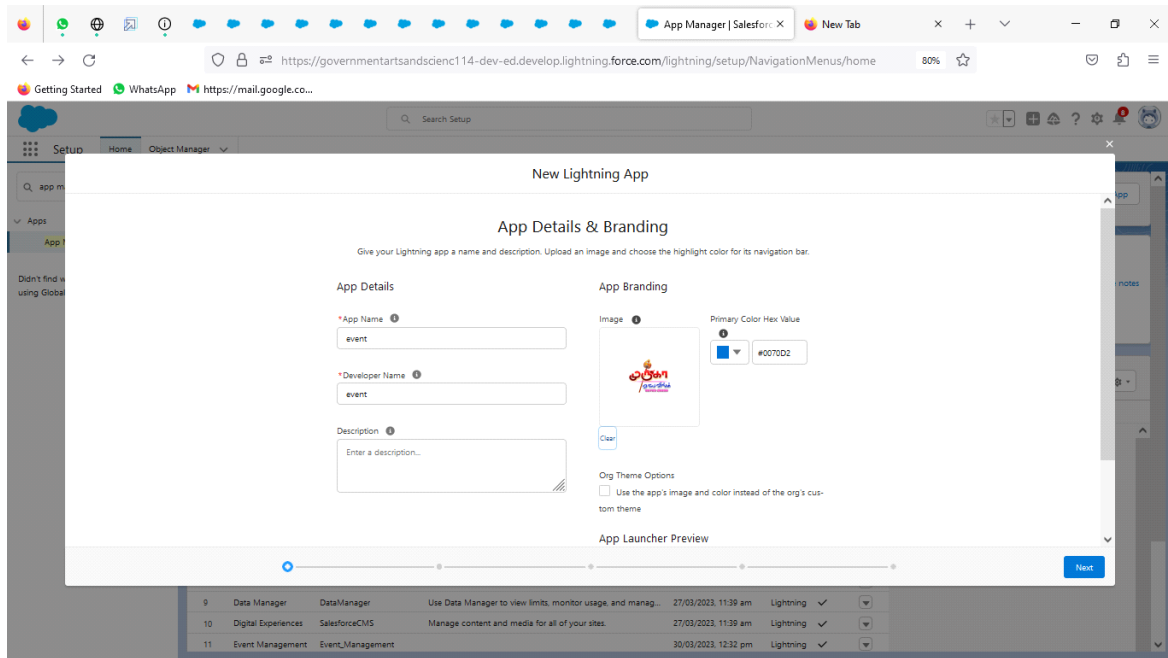 App Manager | Salesforc
New Tab
https://governmentartsandscienc114-dev-ed.develop.lightning.force.com/lightning/setup/NavigationMenus/home
80%
Getting Started
WhatsApp
https://mail.google.co...
Search Setup
Setup
Home
Object Manager
New Lightning App
app m
App
Apps
App Details & Branding
App M
Give your Lightning app a name and description. Upload an image and choose the highlight color for its navigation bar.
Didn't find w
using Global
notes
App Details
App Branding
*App Name
Image
Primary Color Hex Value
event
#0070D2
முருகா
*Developer Name
event
Description
Clear
Enter a description...
Org Theme Options
Use the app's image and color instead of the org's cus-
tom theme
App Launcher Preview
Next
9 Data Manager DataManager Use Data Manager to view limits, monitor usage, and manag... 27/03/2023, 11:39 am Lightning
10 Digital Experiences SalesforceCMS Manage content and media for all of your sites. 27/03/2023, 11:39 am Lightning
11 Event Management Event_Management 30/03/2023, 12:32 pm Lightning